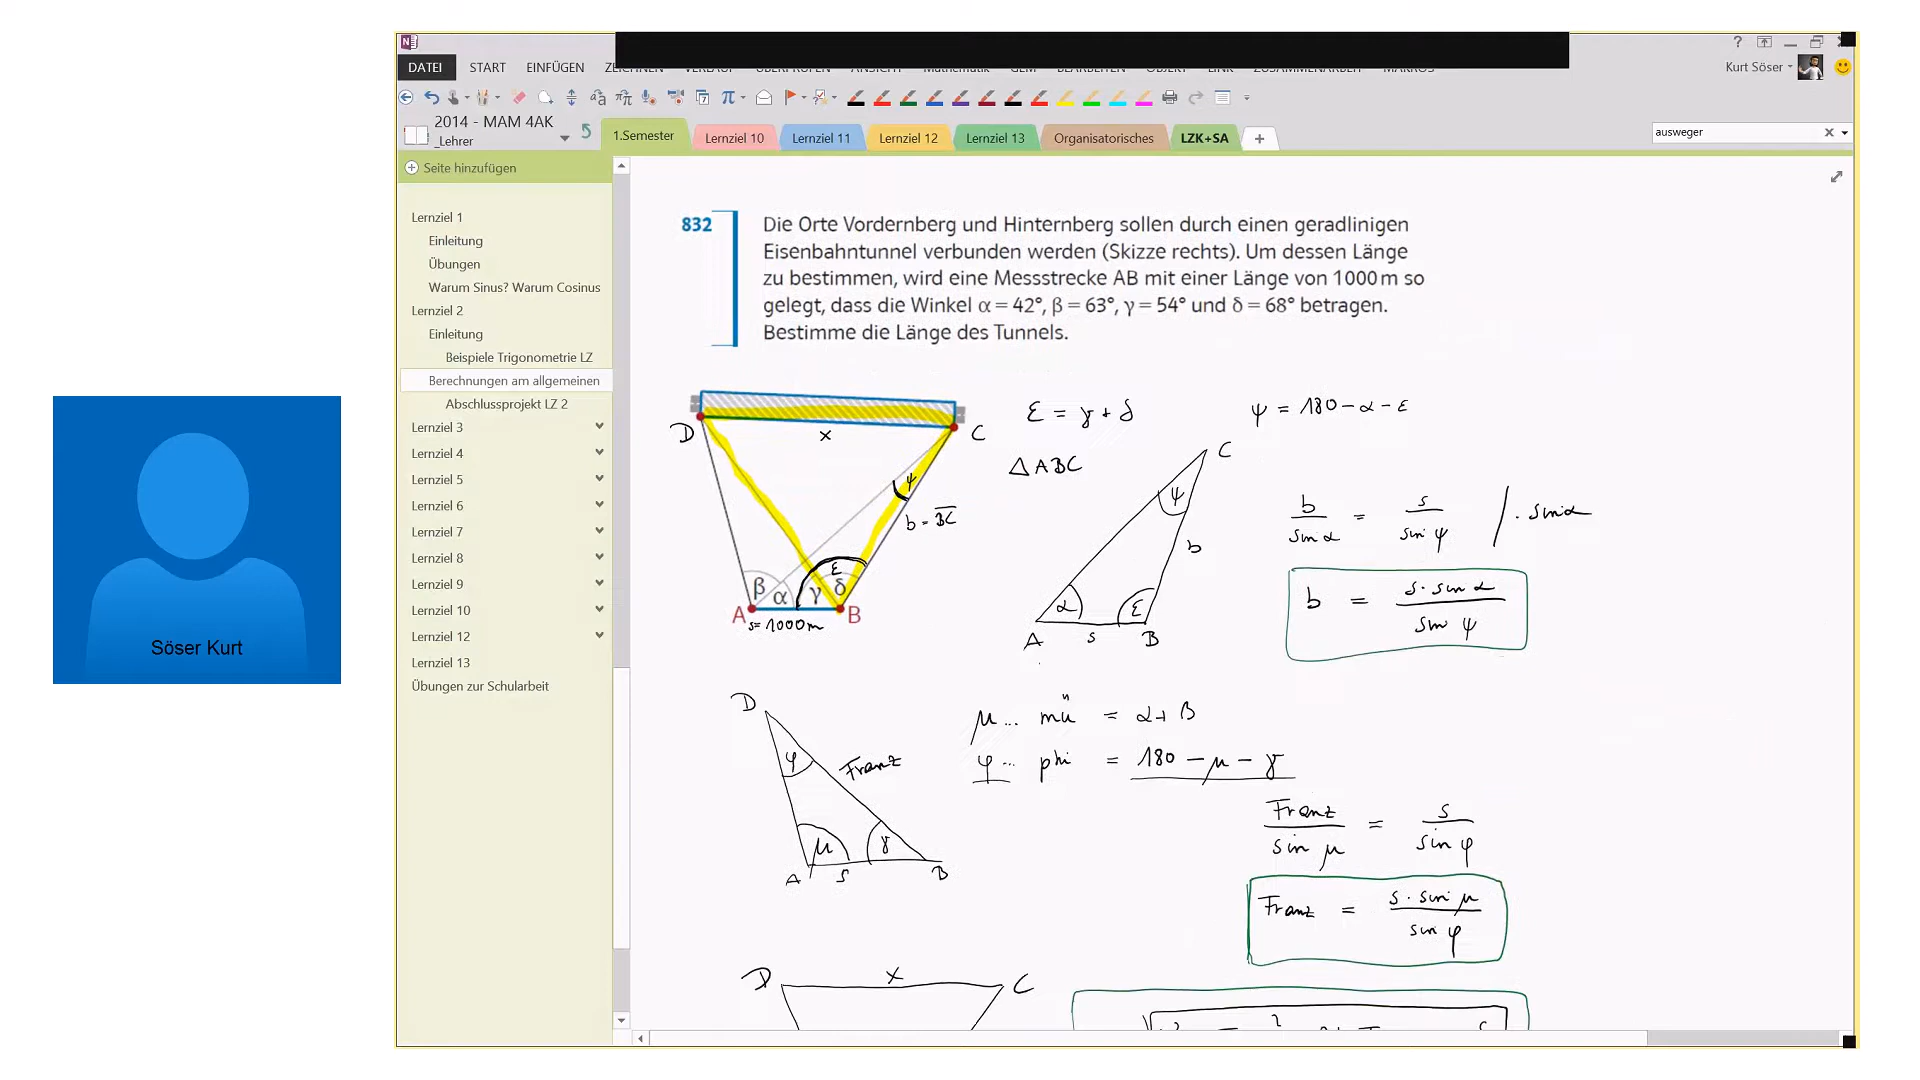 ?
DATEI START EINFÜGEN
Kurt Söser
2014 - MAM 4AK
_Lehrer
1.Semester Lernziel 10 Lernziel 11 Lernziel 12 Lernziel 13 Organisatorisches LZK+SA +
ausweger
Seite hinzufügen
Lernziel 1
Einleitung
Übungen
Warum Sinus? Warum Cosinus
Lernziel 2
Einleitung
Beispiele Trigonometrie LZ
Berechnungen am allgemeinen
Abschlussprojekt LZ 2
Lernziel 3
Lernziel 4
Lernziel 5
Lernziel 6
Lernziel 7
Lernziel 8
Lernziel 9
Lernziel 10
Lernziel 12
Lernziel 13
Übungen zur Schularbeit
Söser Kurt
832
Die Orte Vordernberg und Hinternberg sollen durch einen geradlinigen
Eisenbahntunnel verbunden werden (Skizze rechts). Um dessen Länge
zu bestimmen, wird eine Messstrecke AB mit einer Länge von 1000 m so
gelegt, dass die Winkel α = 42°, β = 63°, γ = 54° und δ = 68° betragen.
Bestimme die Länge des Tunnels.
D x C
ψ
b = BC
ε
β α γ δ
A B
s = 1000m
ε = γ + δ
ψ = 180 - α - ε
Δ ABC
C
ψ
b
α ε
A s B
b / sin α = s / sin ψ | · sin α
b = s · sin α / sin ψ
D
φ
Franz
μ γ
A s B
μ ... mü = α + β
φ ... phi = 180 - μ - γ
Franz / sin μ = s / sin φ
Franz = s · sin μ / sin φ
D x C